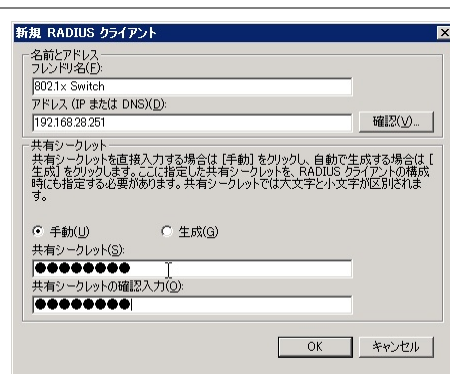 新規 RADIUS クライアント
名前とアドレス
フレンドリ名(F):
802.1x Switch
アドレス (IP または DNS)(D):
192.168.28.251
確認(V)...
共有シークレット
共有シークレットを直接入力する場合は [手動] をクリックし、自動で生成する場合は [
生成] をクリックします。ここに指定した共有シークレットを、RADIUS クライアントの構成
時にも指定する必要があります。共有シークレットでは大文字と小文字が区別されま
す。
手動(U)
生成(G)
共有シークレット(S):
●●●●●●●●
共有シークレットの確認入力(O):
●●●●●●●●
OK
キャンセル